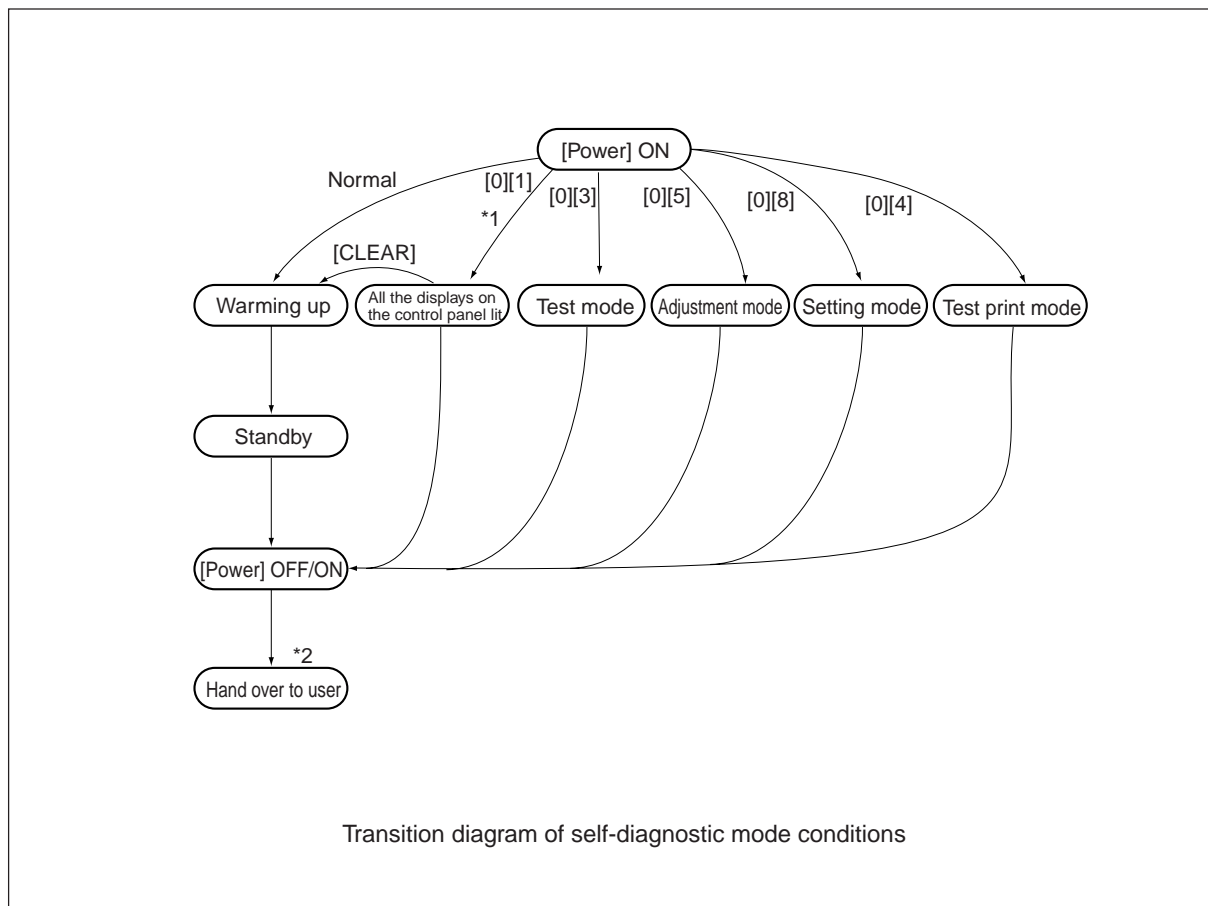 [Power] ON
Normal
[0][1]
[0][3]
[0][5]
[0][8]
[0][4]
*1
[CLEAR]
Warming up
All the displays on
the control panel lit
Test mode
Adjustment mode
Setting mode
Test print mode
Standby
[Power] OFF/ON
*2
Hand over to user
Transition diagram of self-diagnostic mode conditions